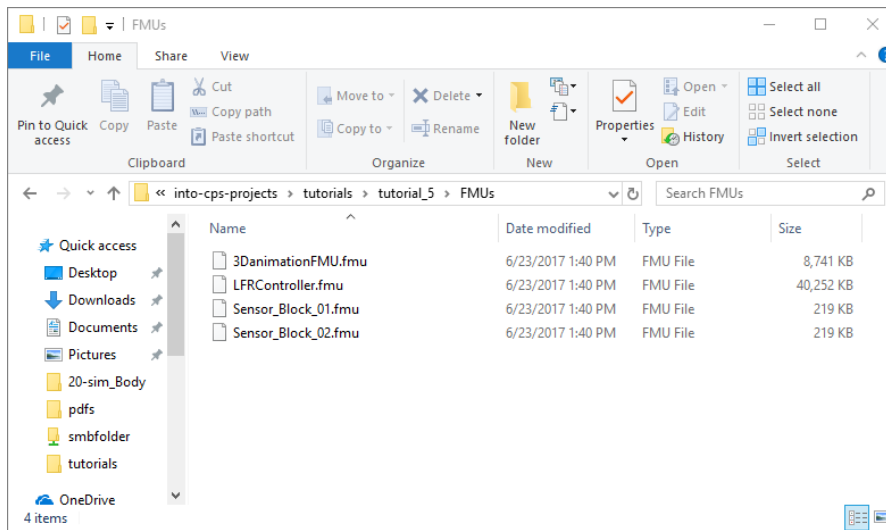 FMUs
File Home Share View
Pin to Quick access
Copy
Paste
Cut
Copy path
Paste shortcut
Clipboard
Move to
Copy to
Delete
Rename
Organize
New folder
New
Properties
Open
Edit
History
Open
Select all
Select none
Invert selection
Select
« into-cps-projects > tutorials > tutorial_5 > FMUs
Search FMUs
Name Date modified Type Size
Quick access
Desktop
Downloads
Documents
Pictures
20-sim_Body
pdfs
smbfolder
tutorials
OneDrive
3DanimationFMU.fmu 6/23/2017 1:40 PM FMU File 8,741 KB
LFRController.fmu 6/23/2017 1:40 PM FMU File 40,252 KB
Sensor_Block_01.fmu 6/23/2017 1:40 PM FMU File 219 KB
Sensor_Block_02.fmu 6/23/2017 1:40 PM FMU File 219 KB
4 items